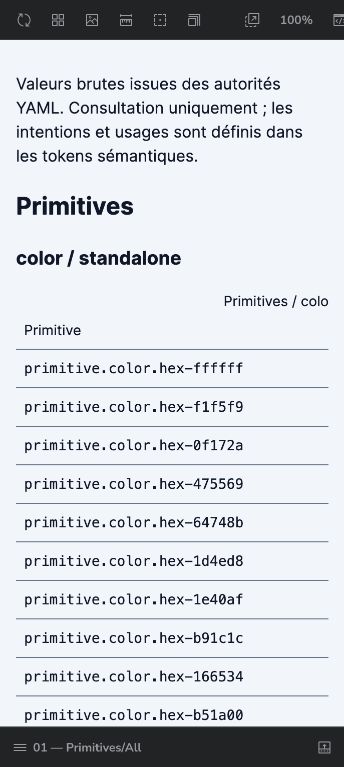 100%
Valeurs brutes issues des autorités
YAML. Consultation uniquement ; les
intentions et usages sont définis dans
les tokens sémantiques.
Primitives
color / standalone
Primitives / colo
Primitive
primitive.color.hex-ffffff
primitive.color.hex-f1f5f9
primitive.color.hex-0f172a
primitive.color.hex-475569
primitive.color.hex-64748b
primitive.color.hex-1d4ed8
primitive.color.hex-1e40af
primitive.color.hex-b91c1c
primitive.color.hex-166534
primitive.color.hex-b51a00
01 — Primitives/All